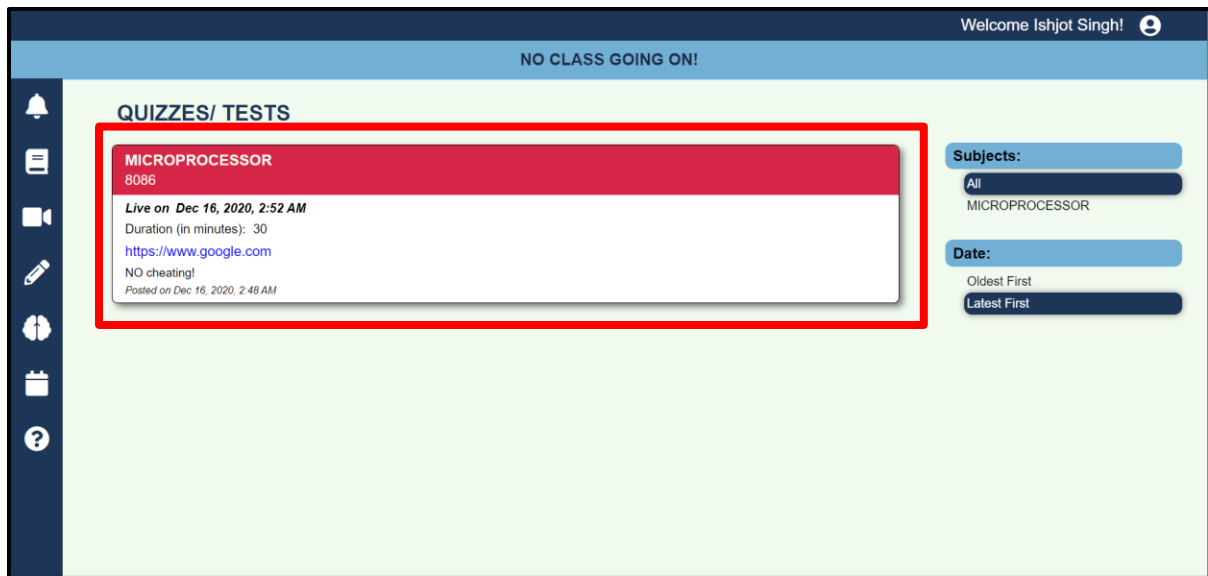 Welcome Ishjot Singh!
NO CLASS GOING ON!
QUIZZES/ TESTS
MICROPROCESSOR
8086
Live on Dec 16, 2020, 2:52 AM
Duration (in minutes): 30
https://www.google.com
NO cheating!
Posted on Dec 16, 2020, 2:48 AM
Subjects:
All
MICROPROCESSOR
Date:
Oldest First
Latest First